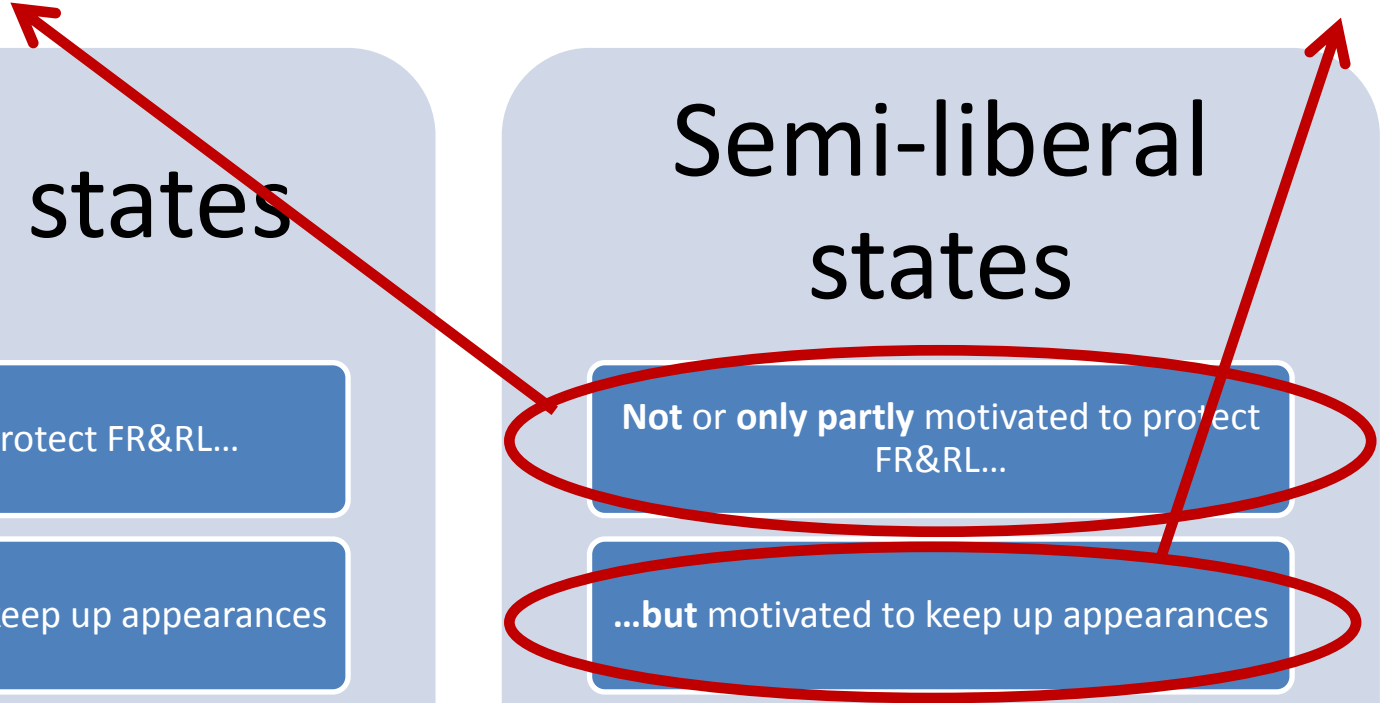 states
rotect FR&RL…
eep up appearances
Semi-liberal
states
Not or only partly motivated to protect
FR&RL…
…but motivated to keep up appearances